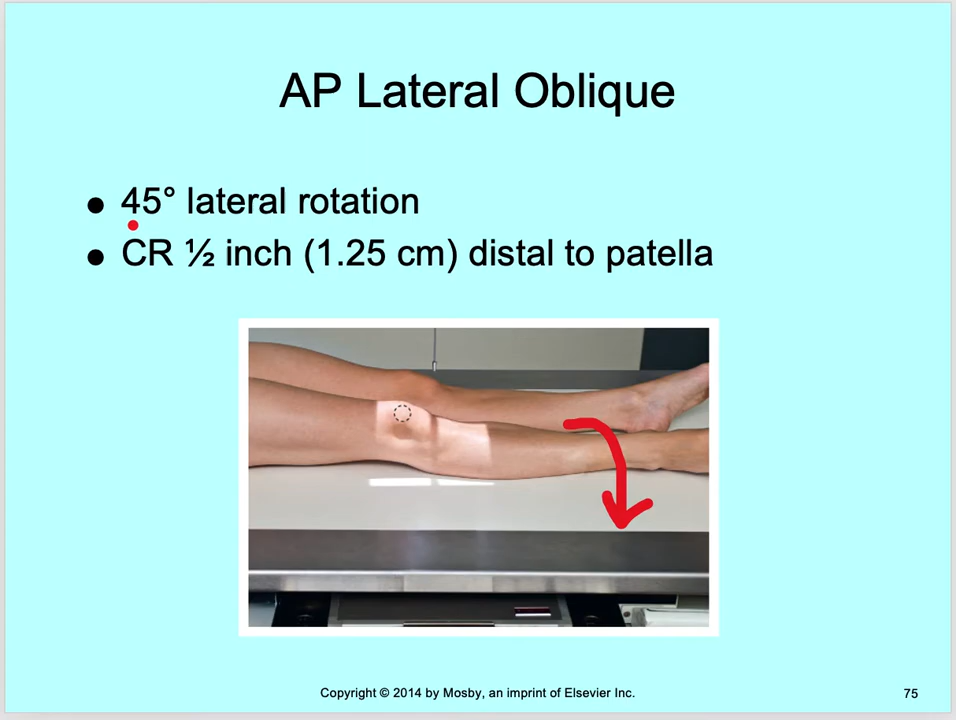 AP Lateral Oblique
● 45° lateral rotation
● CR ½ inch (1.25 cm) distal to patella
Copyright © 2014 by Mosby, an imprint of Elsevier Inc.
75